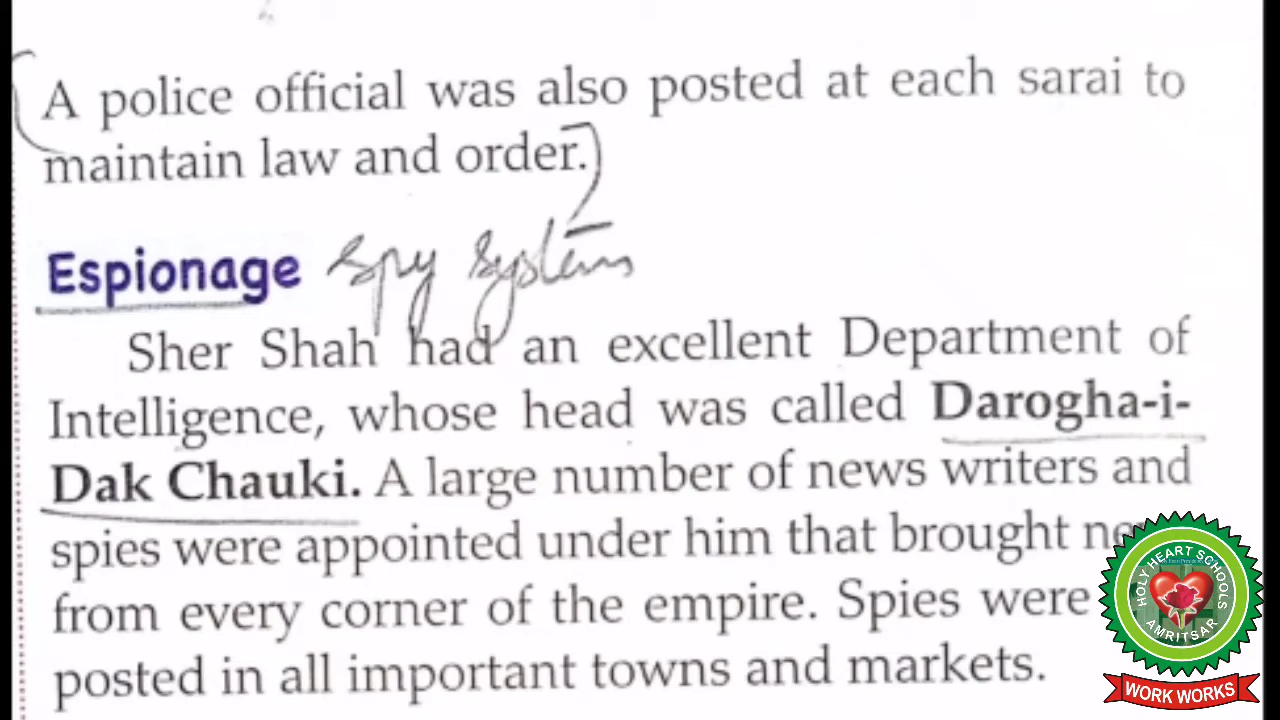 A police official was also posted at each sarai to
maintain law and order.
Espionage Spy System
Sher Shah had an excellent Department of
Intelligence, whose head was called Darogha-i-
Dak Chauki. A large number of news writers and
spies were appointed under him that brought
from every corner of the empire. Spies were
posted in all important towns and markets.
HOLY HEART SCHOOLS
AMRITSAR
WORK WORKS